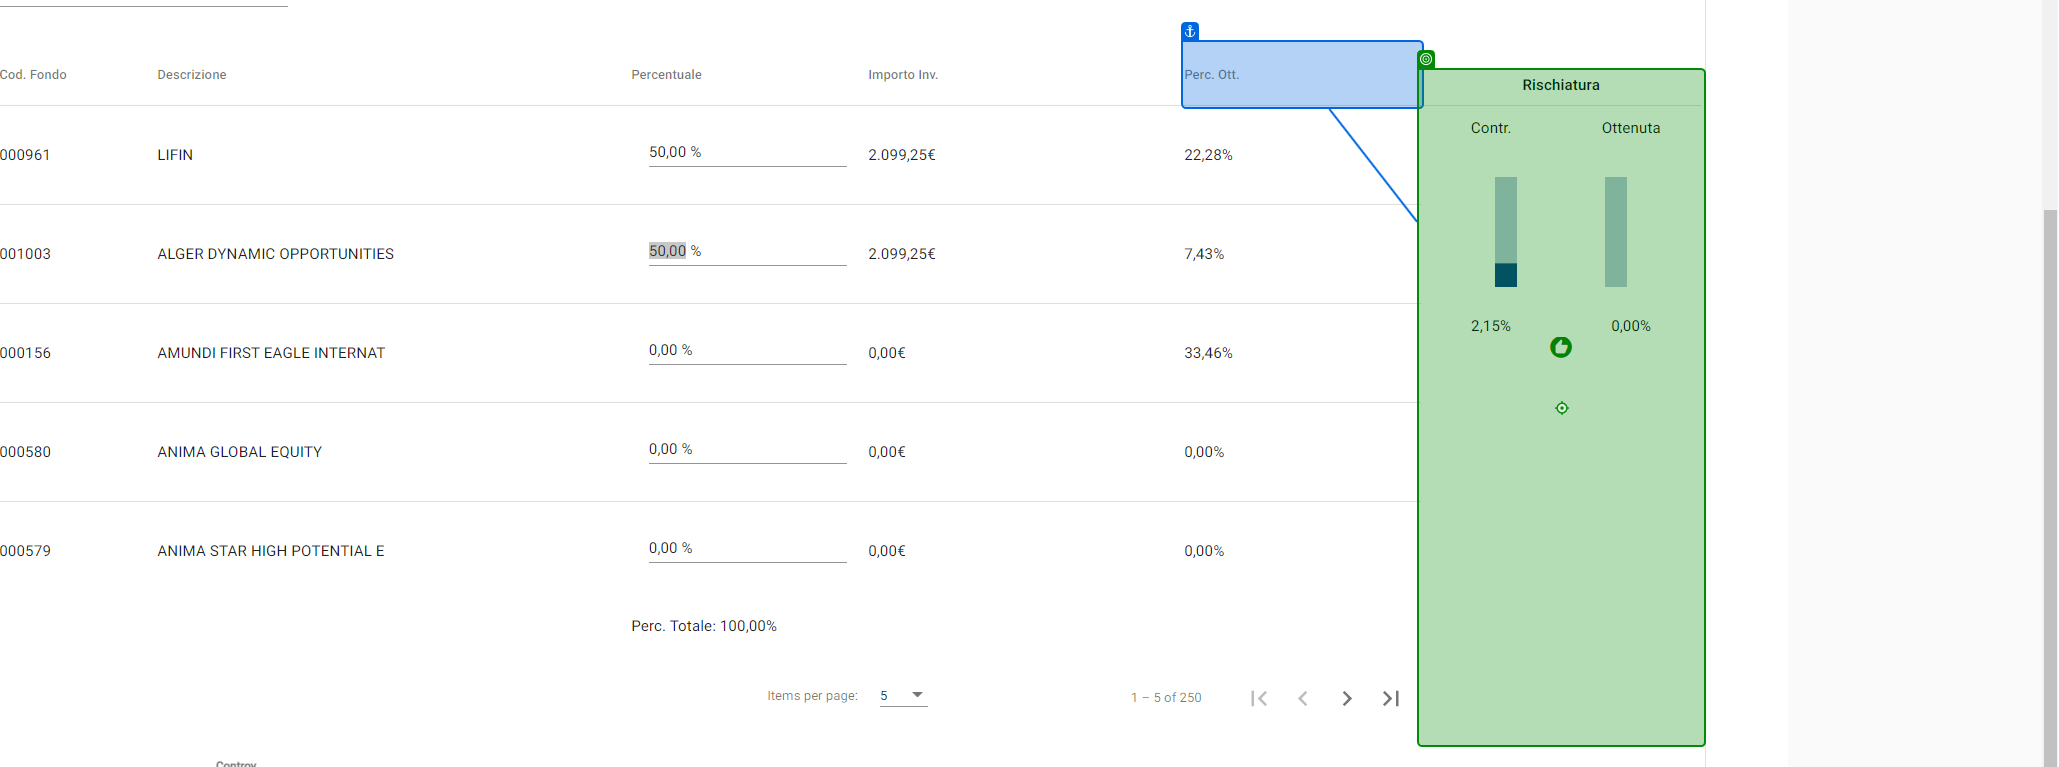 Cod. Fondo Descrizione Percentuale Importo Inv. Perc. Ott. Rischiatura
Contr. Ottenuta
000961 LIFIN 50,00 % 2.099,25€ 22,28%
001003 ALGER DYNAMIC OPPORTUNITIES 50,00 % 2.099,25€ 7,43%
2,15% 0,00%
000156 AMUNDI FIRST EAGLE INTERNAT 0,00 % 0,00€ 33,46%
000580 ANIMA GLOBAL EQUITY 0,00 % 0,00€ 0,00%
000579 ANIMA STAR HIGH POTENTIAL E 0,00 % 0,00€ 0,00%
Perc. Totale: 100,00%
Items per page: 5 1 – 5 of 250
Controv